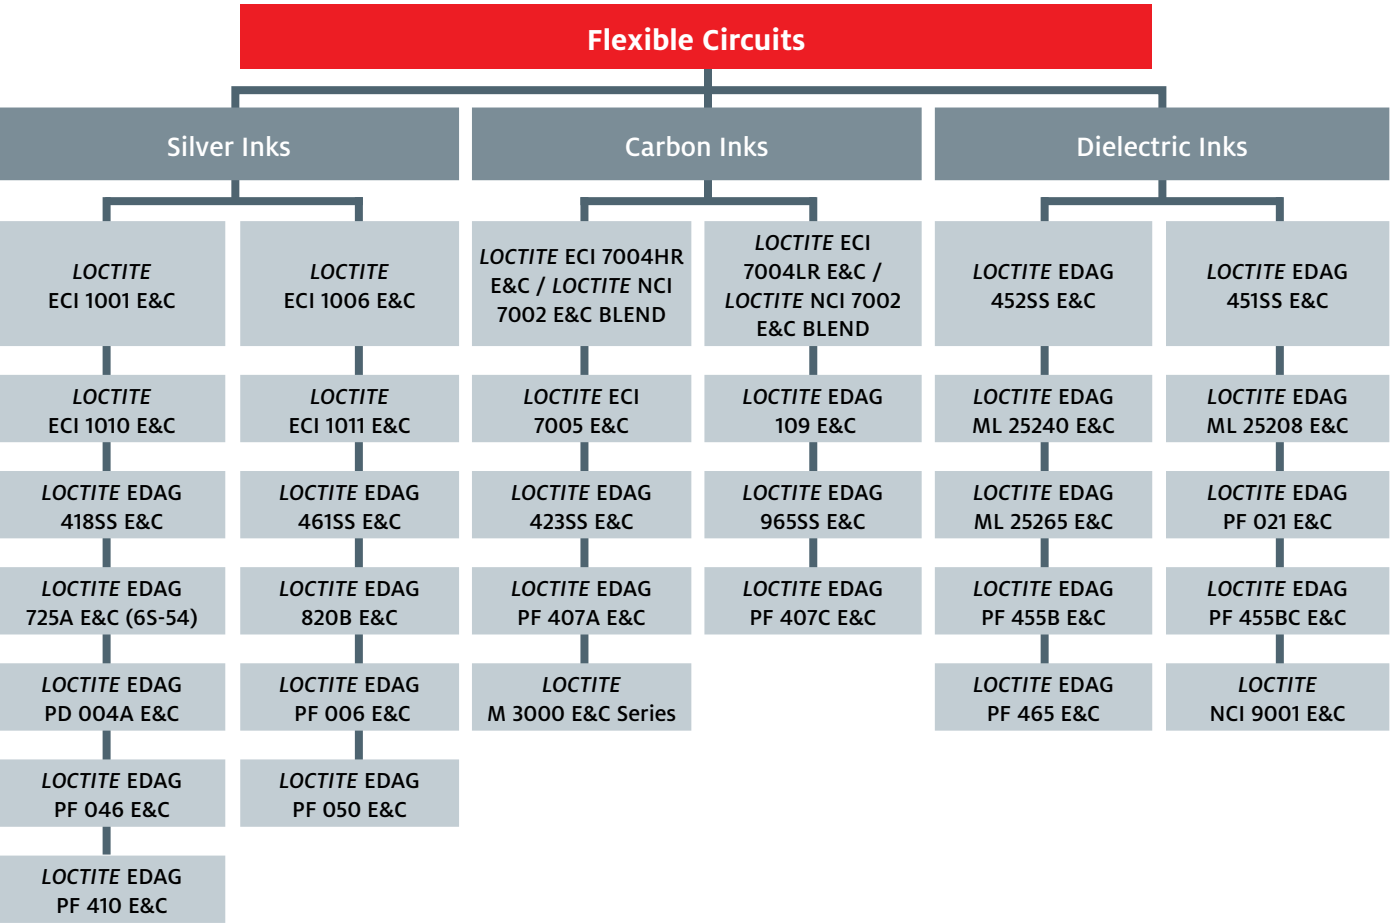 Flexible Circuits
Silver Inks
LOCTITE
ECI 1001 E&C
LOCTITE
ECI 1010 E&C
LOCTITE EDAG
418SS E&C
LOCTITE EDAG
725A E&C (6S-54)
LOCTITE EDAG
PD 004A E&C
LOCTITE EDAG
PF 046 E&C
LOCTITE EDAG
PF 410 E&C
LOCTITE
ECI 1006 E&C
LOCTITE
ECI 1011 E&C
LOCTITE EDAG
461SS E&C
LOCTITE EDAG
820B E&C
LOCTITE EDAG
PF 006 E&C
LOCTITE EDAG
PF 050 E&C
Carbon Inks
LOCTITE ECI 7004HR
E&C / LOCTITE NCI
7002 E&C BLEND
LOCTITE ECI
7005 E&C
LOCTITE EDAG
423SS E&C
LOCTITE EDAG
PF 407A E&C
LOCTITE
M 3000 E&C Series
LOCTITE ECI
7004LR E&C /
LOCTITE NCI 7002
E&C BLEND
LOCTITE EDAG
109 E&C
LOCTITE EDAG
965SS E&C
LOCTITE EDAG
PF 407C E&C
Dielectric Inks
LOCTITE EDAG
452SS E&C
LOCTITE EDAG
ML 25240 E&C
LOCTITE EDAG
ML 25265 E&C
LOCTITE EDAG
PF 455B E&C
LOCTITE EDAG
PF 465 E&C
LOCTITE EDAG
451SS E&C
LOCTITE EDAG
ML 25208 E&C
LOCTITE EDAG
PF 021 E&C
LOCTITE EDAG
PF 455BC E&C
LOCTITE
NCI 9001 E&C